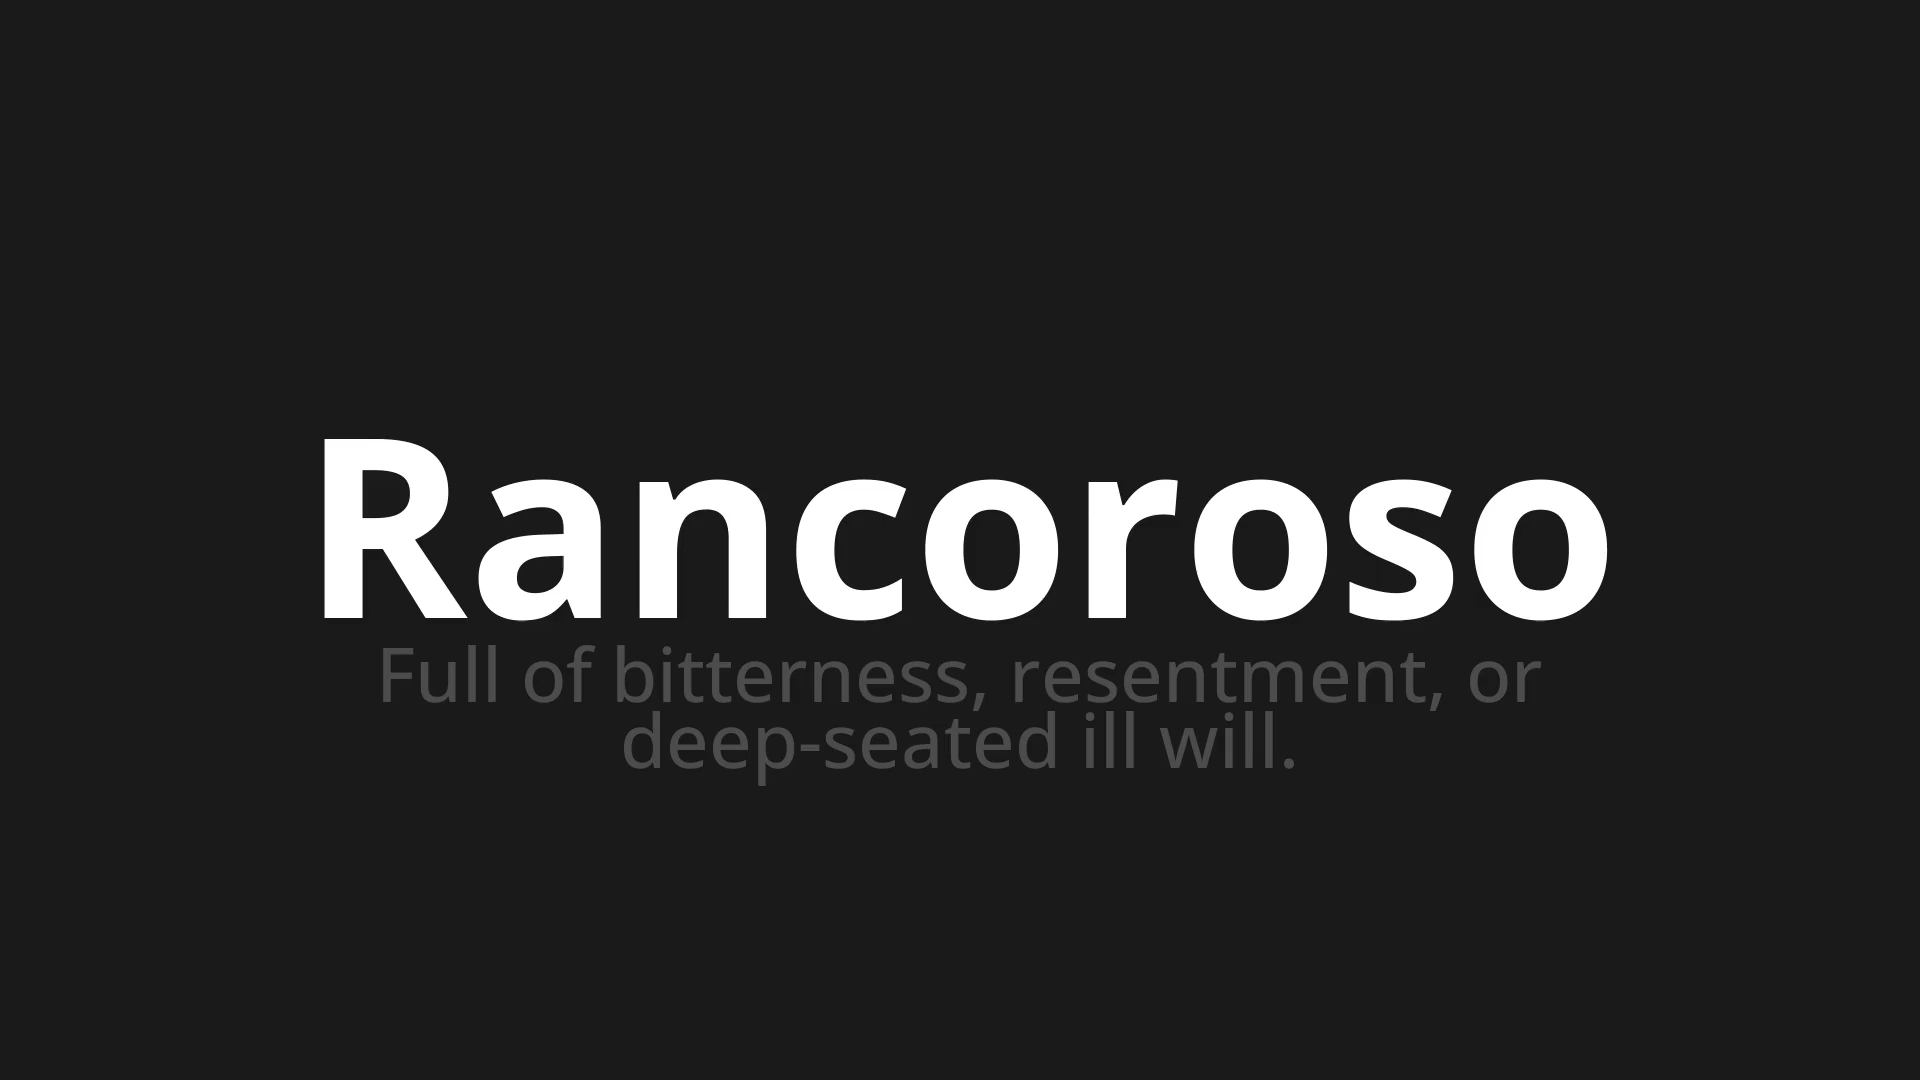 Rancoroso
Full of bitterness, resentment, or
deep-seated ill will.